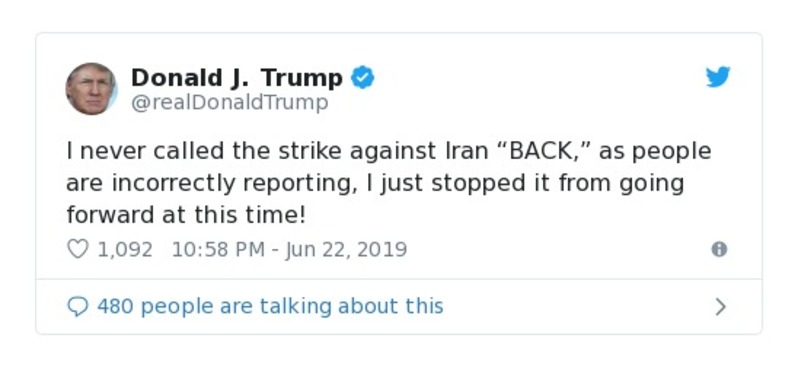 Donald J. Trump
@realDonaldTrump
I never called the strike against Iran “BACK,” as people
are incorrectly reporting, I just stopped it from going
forward at this time!
1,092 10:58 PM - Jun 22, 2019
480 people are talking about this